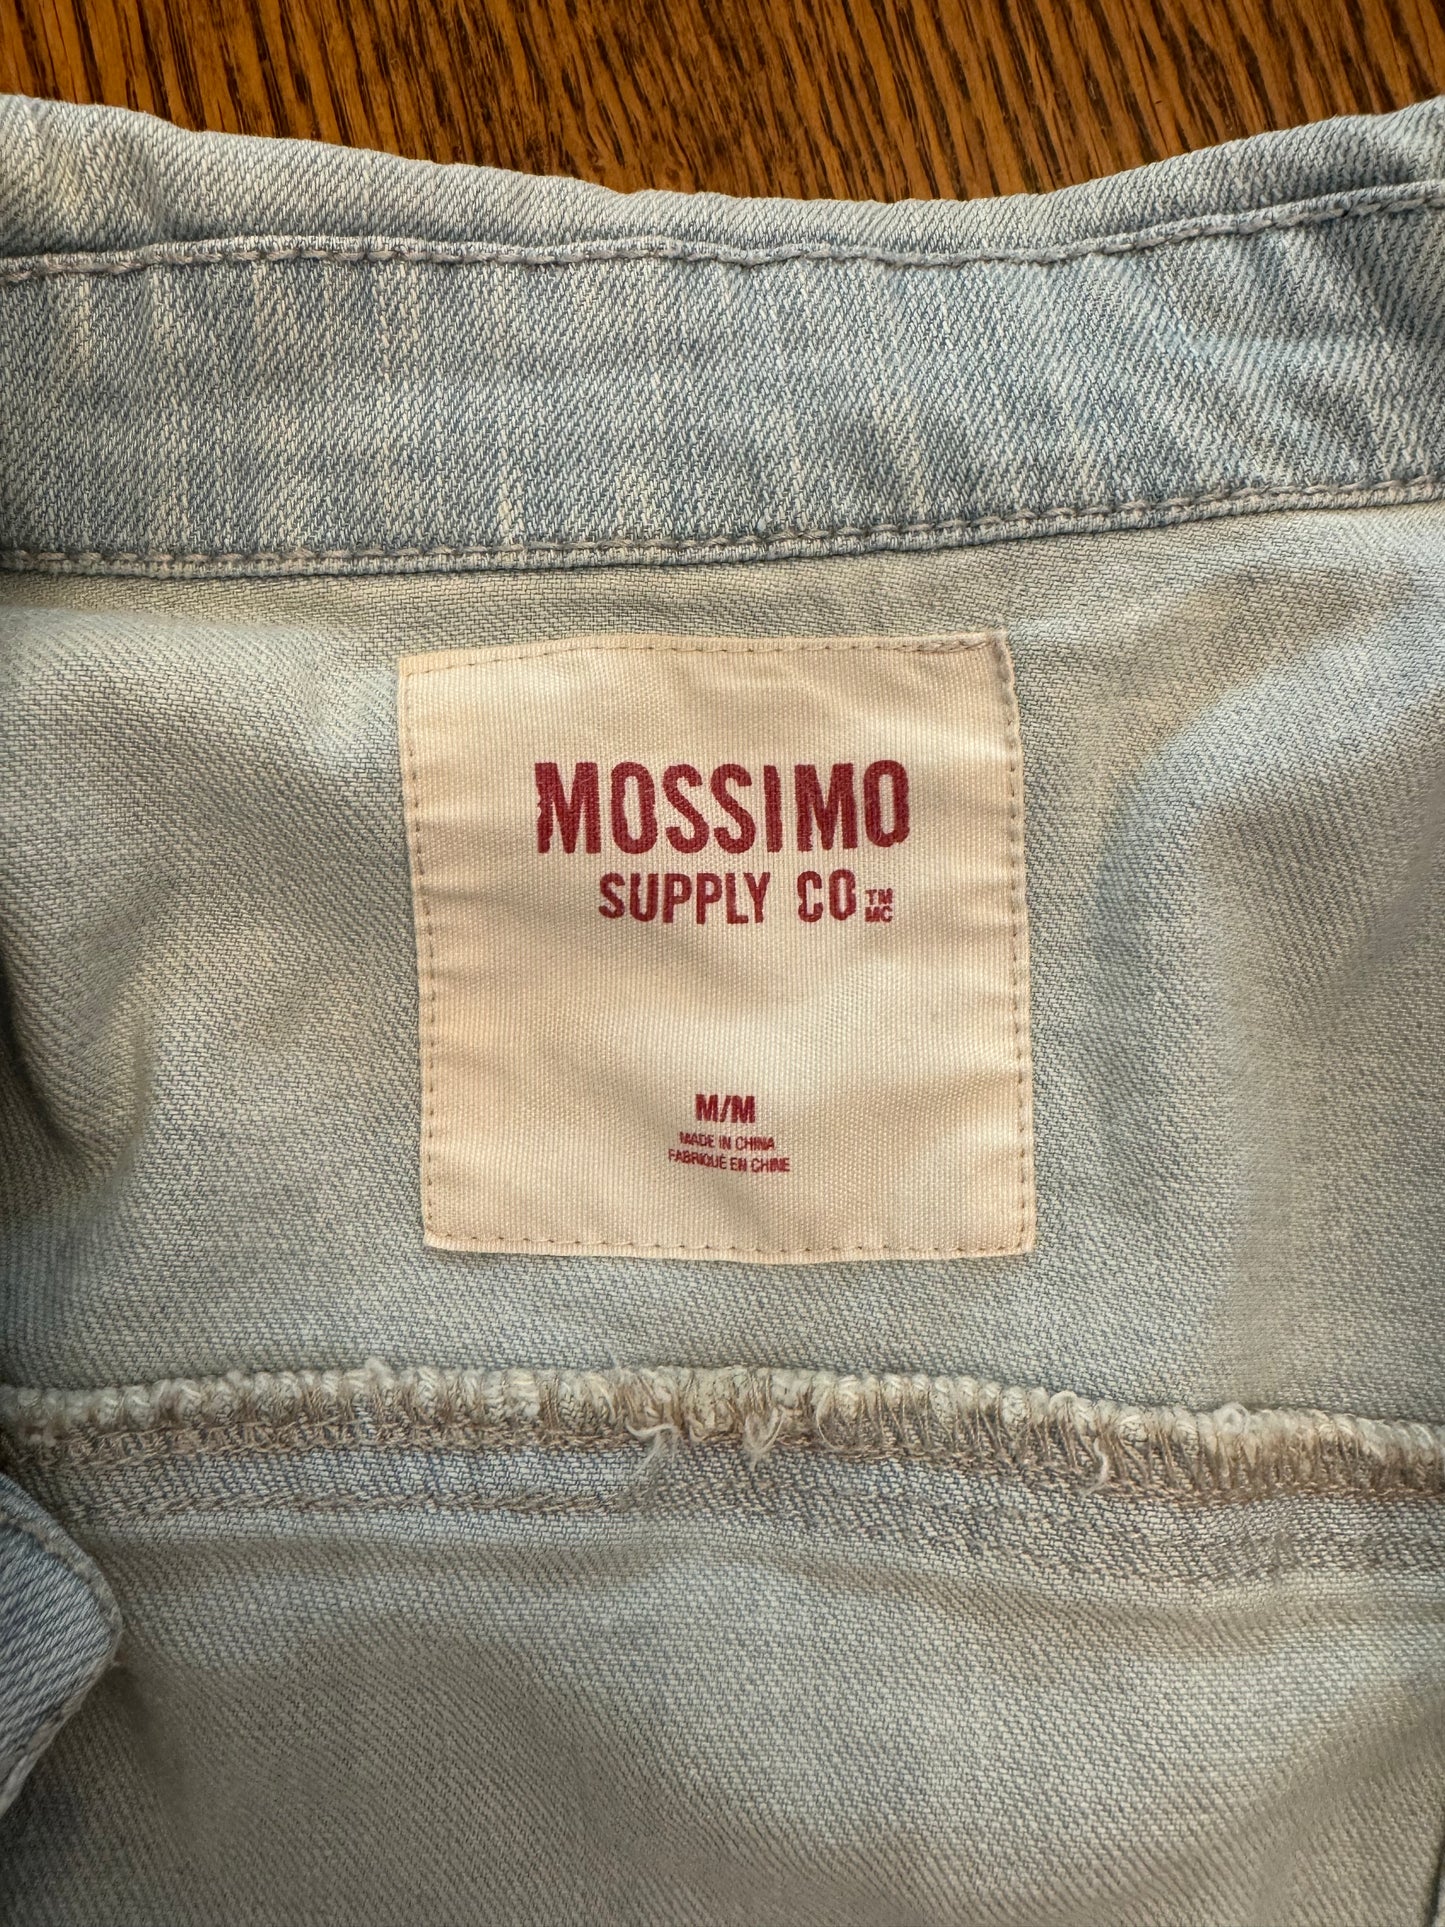 MOSSIMO
SUPPLY CO TM MC
M/M
MADE IN CHINA
FABRIQUÉ EN CHINE